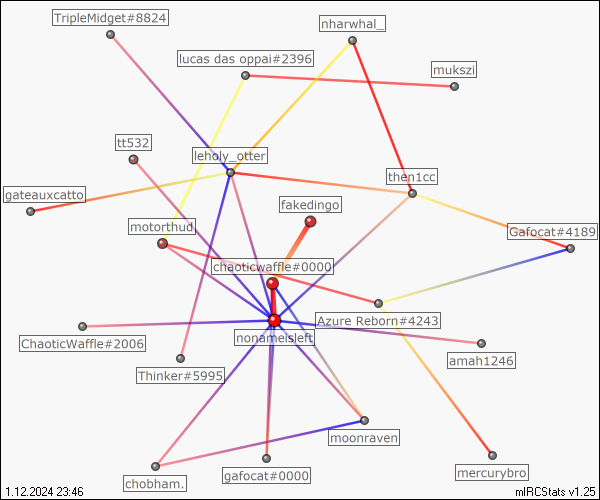 TripleMidget#8824
nharwhal_
lucas das oppai#2396
mukszi
tt532
leholy_otter
then1cc
gateauxcatto
fakedingo
motorthud_
Gafocat#4189
chaoticwaffle#0000
Azure Reborn#4243
nonameisleft
ChaoticWaffle#2006
amah1246
Thinker#5995
moonraven
mercurybro
gafocat#0000
chobham.
1.12.2024 23:46
mIRCStats v1.25